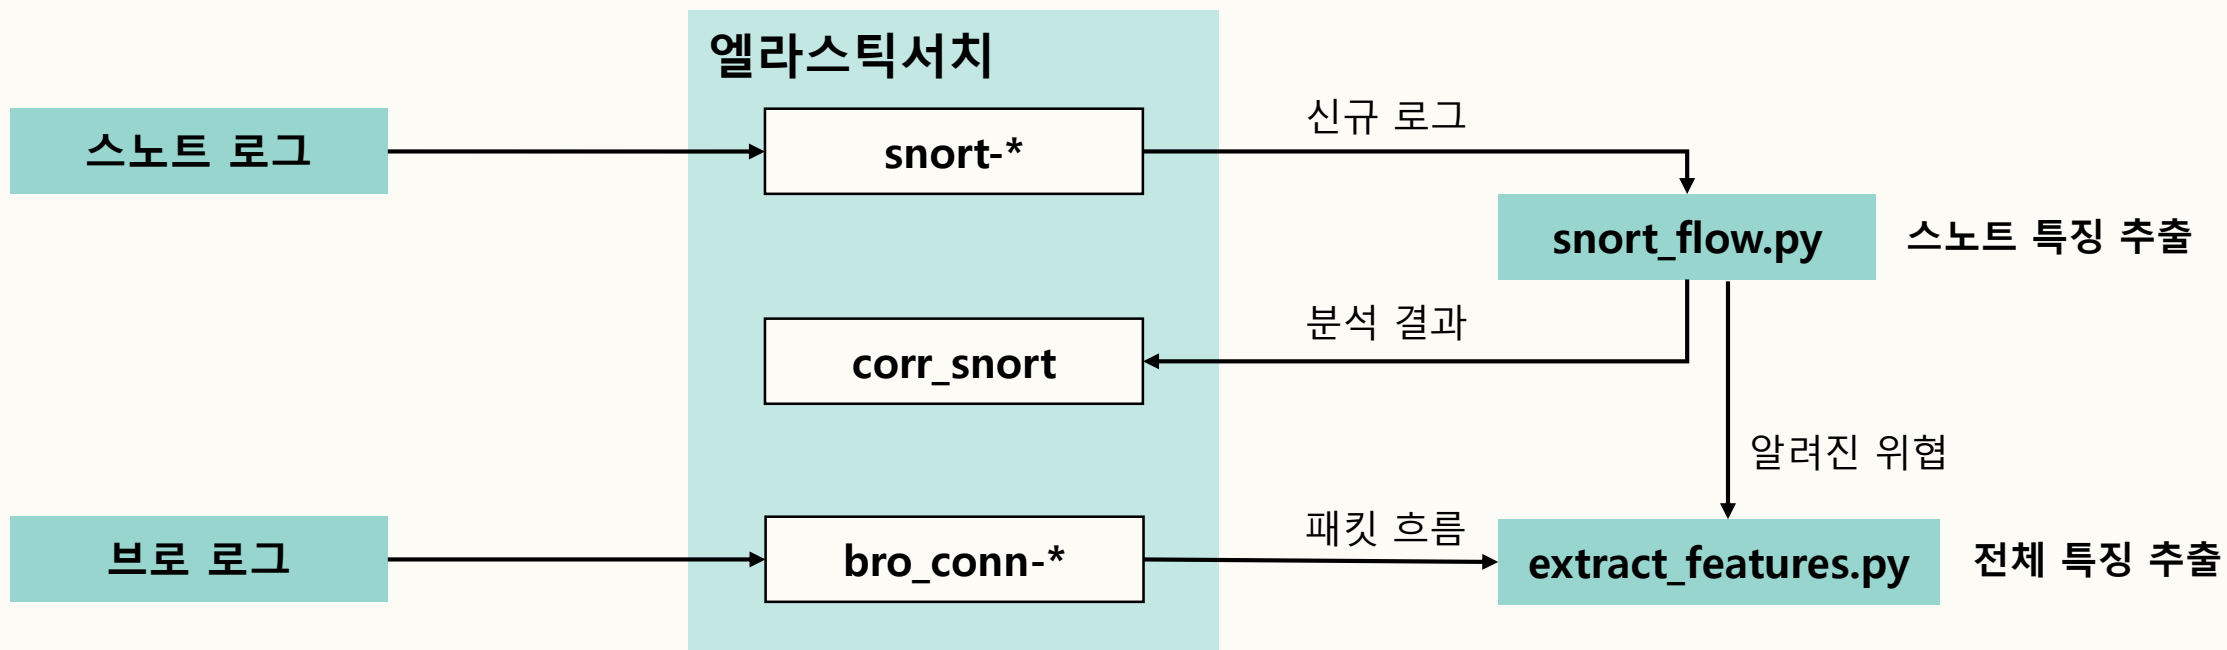 엘라스틱서치
스노트 로그
snort-*
신규 로그
snort_flow.py
스노트 특징 추출
분석 결과
corr_snort
알려진 위협
브로 로그
bro_conn-*
패킷 흐름
extract_features.py
전체 특징 추출